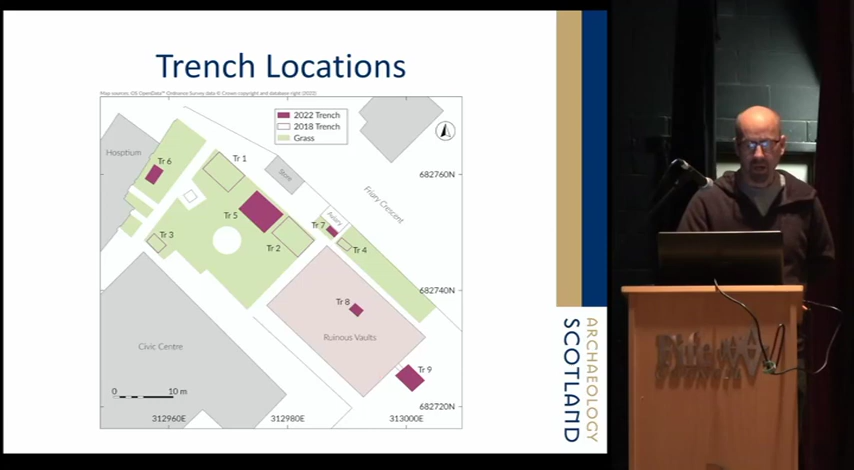 Trench Locations
Map sources: OS OpenData™ Ordnance Survey data © Crown copyright and database right (2022)
2022 Trench
2018 Trench
Grass
Hosptium
Tr 6
Tr 1
Store
682760N
Friary Crescent
Tr 5
Aviary
Tr 7
Tr 3
Tr 2
Tr 4
682740N
Tr 8
Ruinous Vaults
Civic Centre
Tr 9
0 10 m
682720N
312960E
312980E
313000E
ARCHAEOLOGY
SCOTLAND